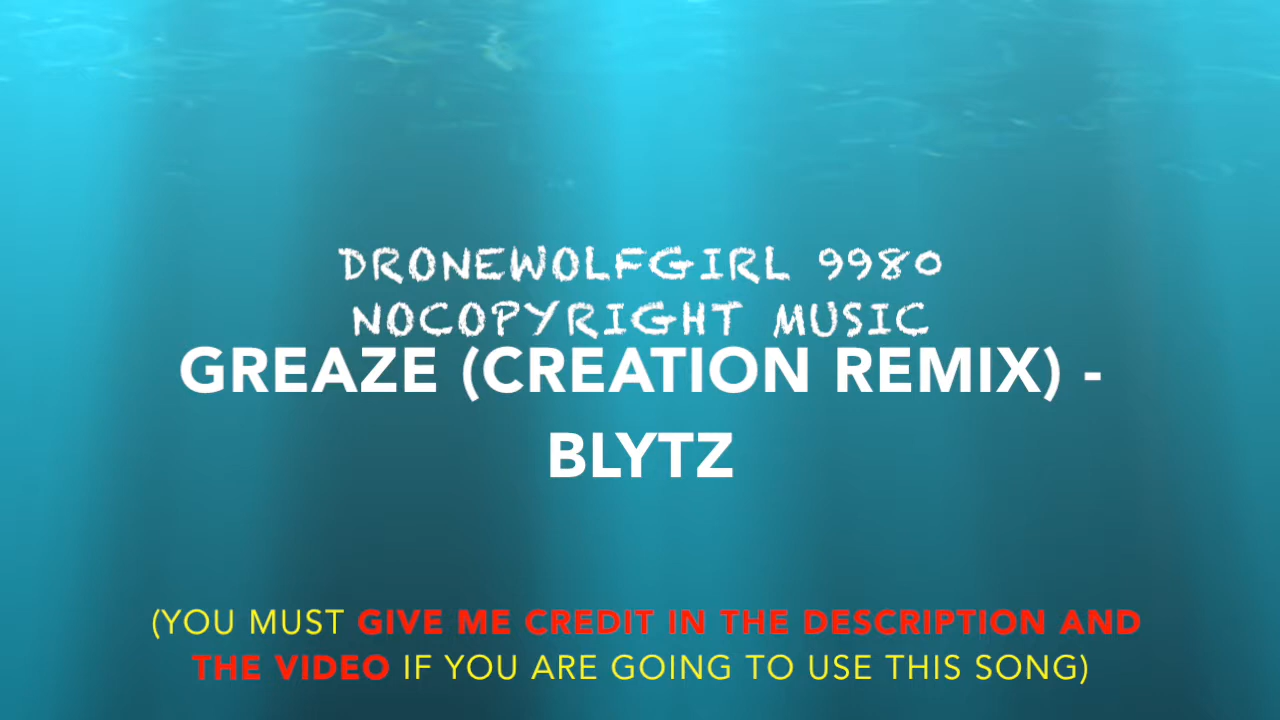 DRONEWOLFGIRL 9980
NOCOPYRIGHT MUSIC
GREAZE (CREATION REMIX) -
BLYTZ
(YOU MUST GIVE ME CREDIT IN THE DESCRIPTION AND
THE VIDEO IF YOU ARE GOING TO USE THIS SONG)